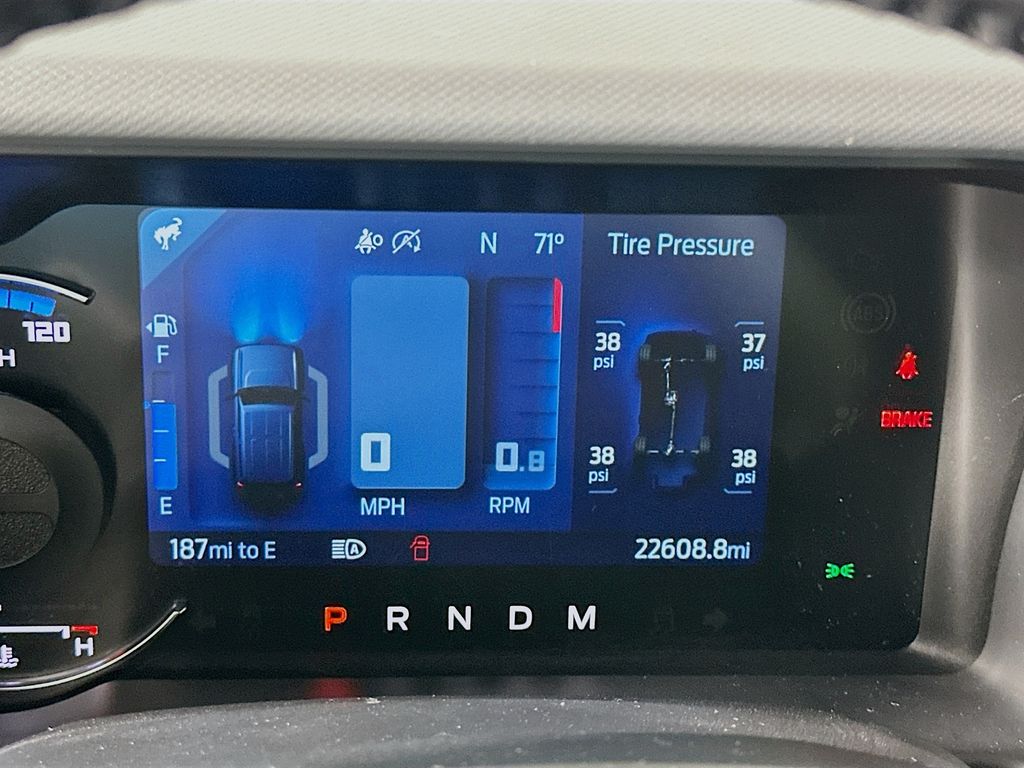 N 71° Tire Pressure
120
H
F
38 psi 37 psi
ABS
BRAKE
0 0.8
38 psi 38 psi
E MPH RPM
187mi to E A 22608.8mi
P R N D M
H